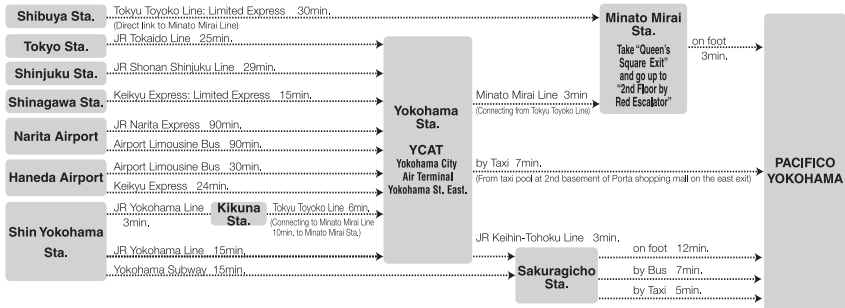 Shibuya Sta.
Tokyu Toyoko Line: Limited Express 30min.
(Direct link to Minato Mirai Line)
Tokyo Sta.
JR Tokaido Line 25min.
Shinjuku Sta.
JR Shonan Shinjuku Line 29min.
Shinagawa Sta.
Keikyu Express: Limited Express 15min.
Narita Airport
JR Narita Express 90min.
Airport Limousine Bus 90min.
Haneda Airport
Airport Limousine Bus 30min.
Keikyu Express 24min.
Shin Yokohama
Sta.
JR Yokohama Line
3min.
Kikuna
Sta.
Tokyu Toyoko Line 6min.
(Connecting to Minato Mirai Line
10min. to Minato Mirai Sta.)
JR Yokohama Line 15min.
Yokohama Subway 15min.
Yokohama
Sta.
YCAT
Yokohama City
Air Terminal
Yokohama St. East.
Minato Mirai Line 3min
(Connecting from Tokyu Toyoko Line)
Minato Mirai
Sta.
Take "Queen's
Square Exit"
and go up to
"2nd Floor by
Red Escalator"
on foot
3min.
by Taxi 7min.
(From taxi pool at 2nd basement of Porta shopping mall on the east exit)
JR Keihin-Tohoku Line 3min.
Sakuragicho
Sta.
on foot 12min.
by Bus 7min.
by Taxi 5min.
PACIFICO
YOKOHAMA